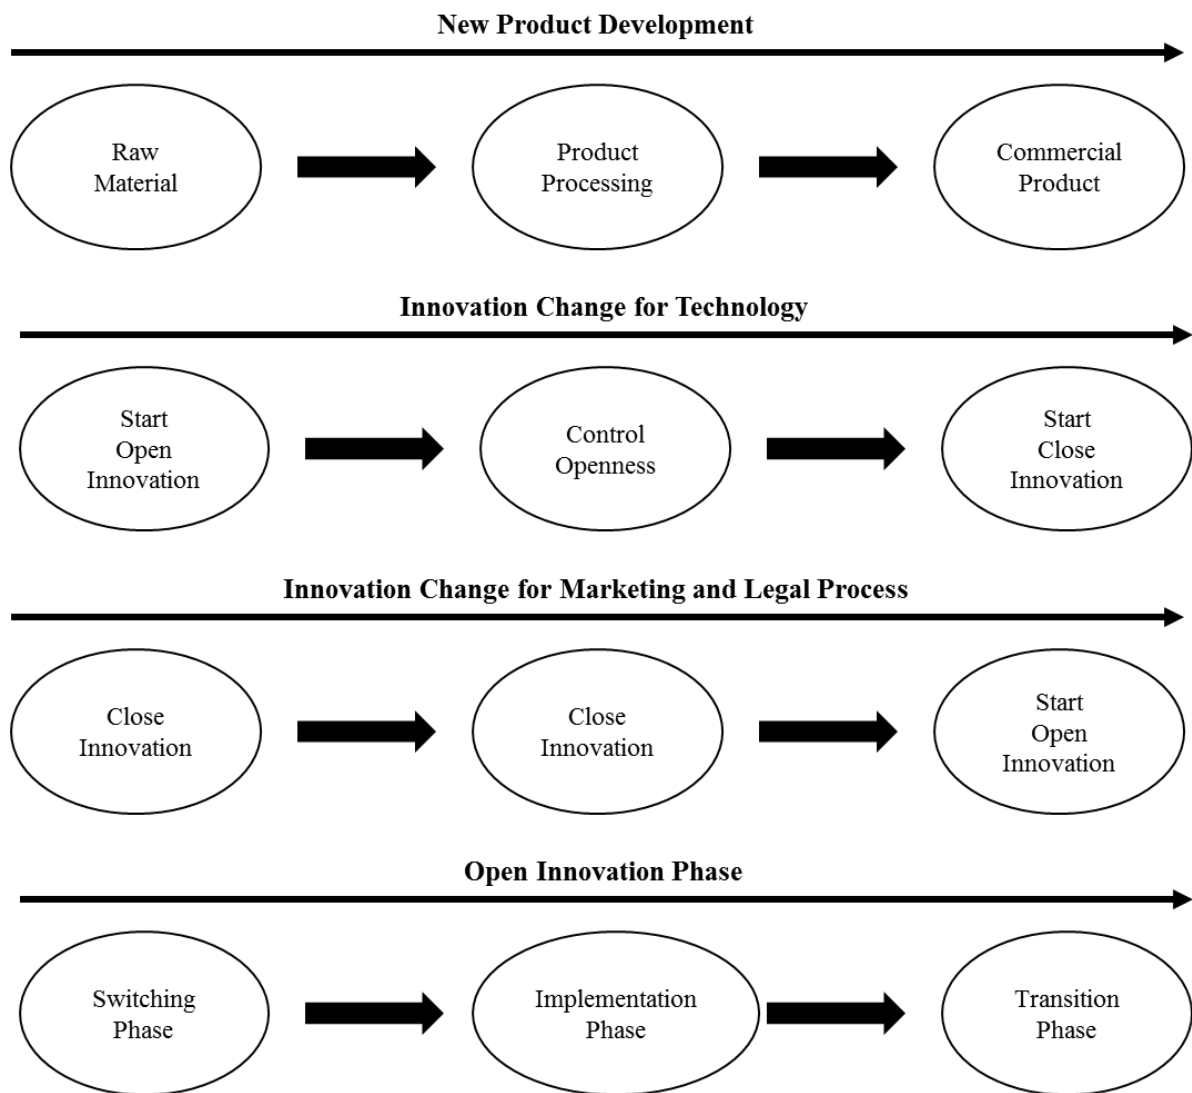 New Product Development
Raw
Material
Product
Processing
Commercial
Product
Innovation Change for Technology
Start
Open
Innovation
Control
Openness
Start
Close
Innovation
Innovation Change for Marketing and Legal Process
Close
Innovation
Close
Innovation
Start
Open
Innovation
Open Innovation Phase
Switching
Phase
Implementation
Phase
Transition
Phase